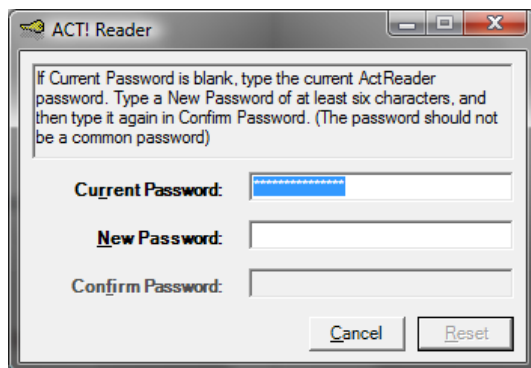 ACT! Reader
If Current Password is blank, type the current ActReader
password. Type a New Password of at least six characters, and
then type it again in Confirm Password. (The password should not
be a common password)
Current Password: ***************
New Password:
Confirm Password:
Cancel Reset